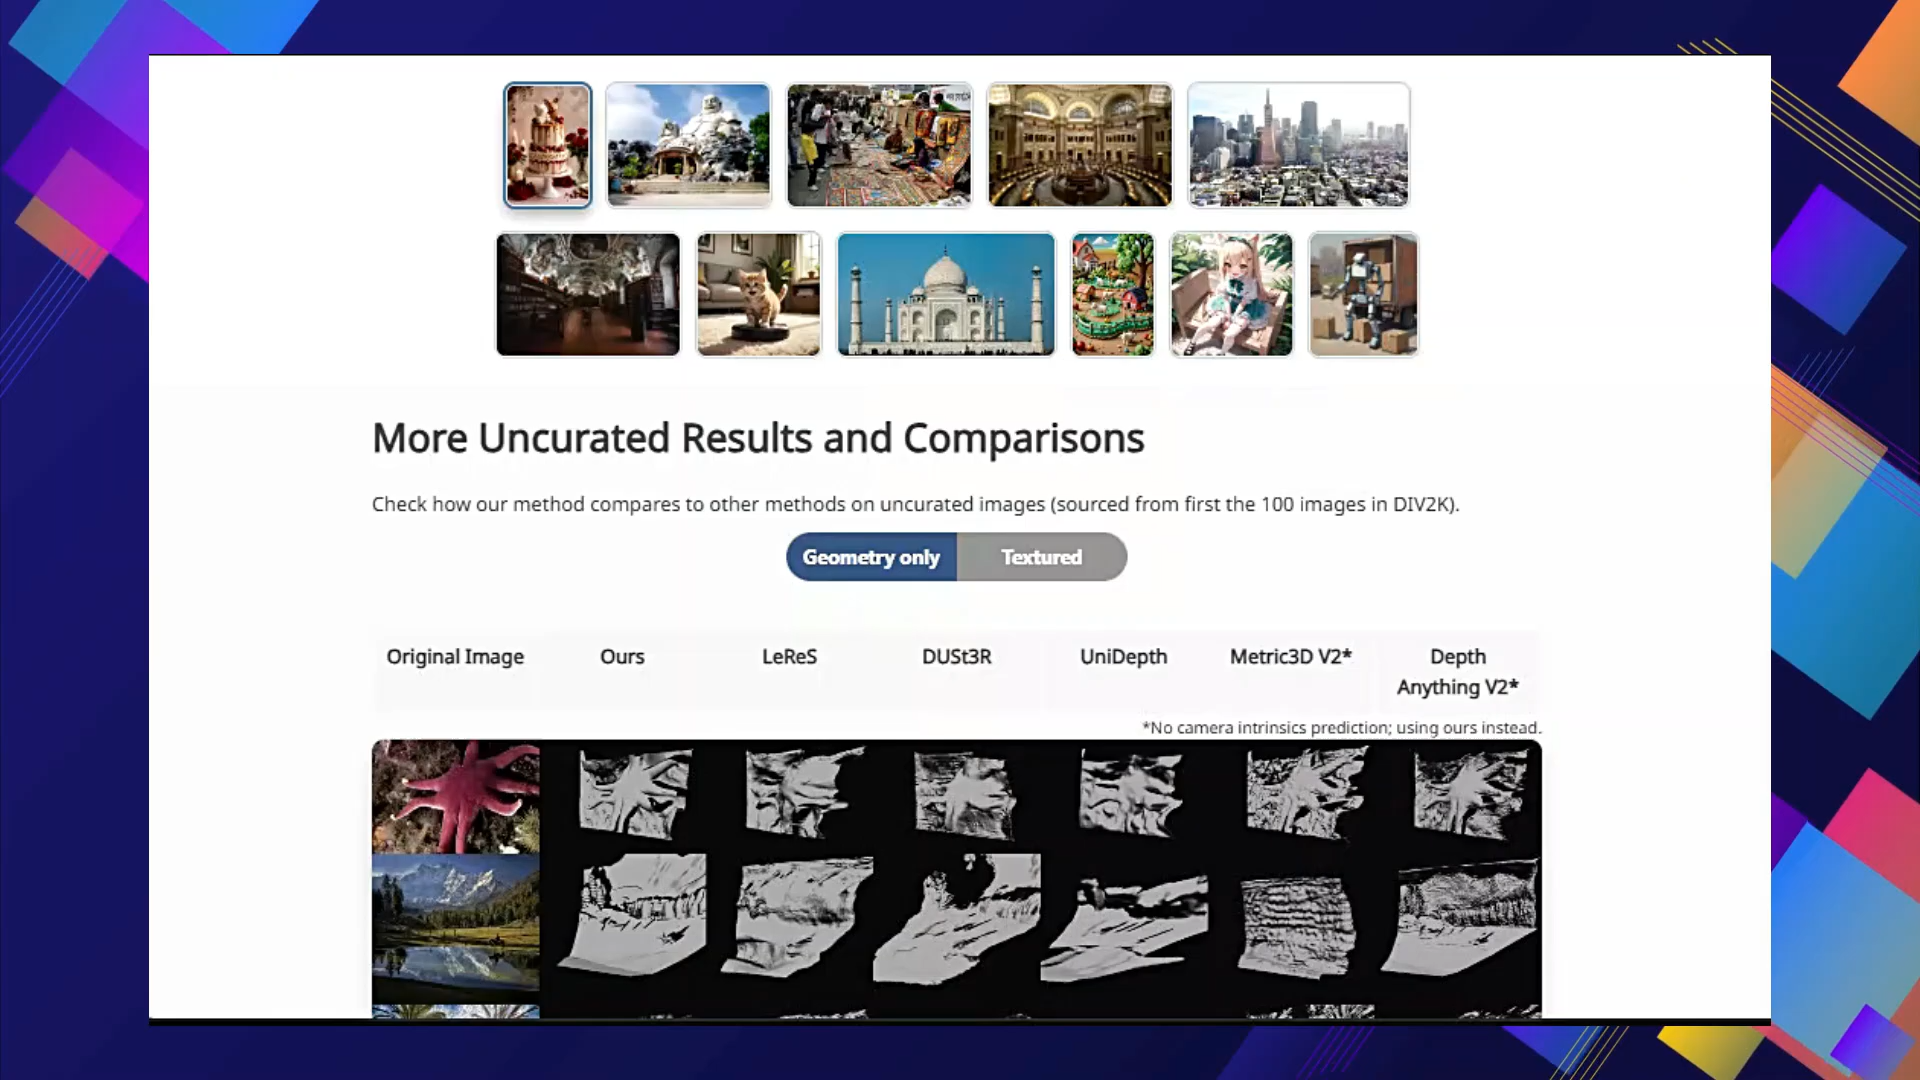 More Uncurated Results and Comparisons
Check how our method compares to other methods on uncurated images (sourced from first the 100 images in DIV2K).
Geometry only Textured
Original Image Ours LeReS DUSt3R UniDepth Metric3D V2* Depth
Anything V2*
*No camera intrinsics prediction; using ours instead.